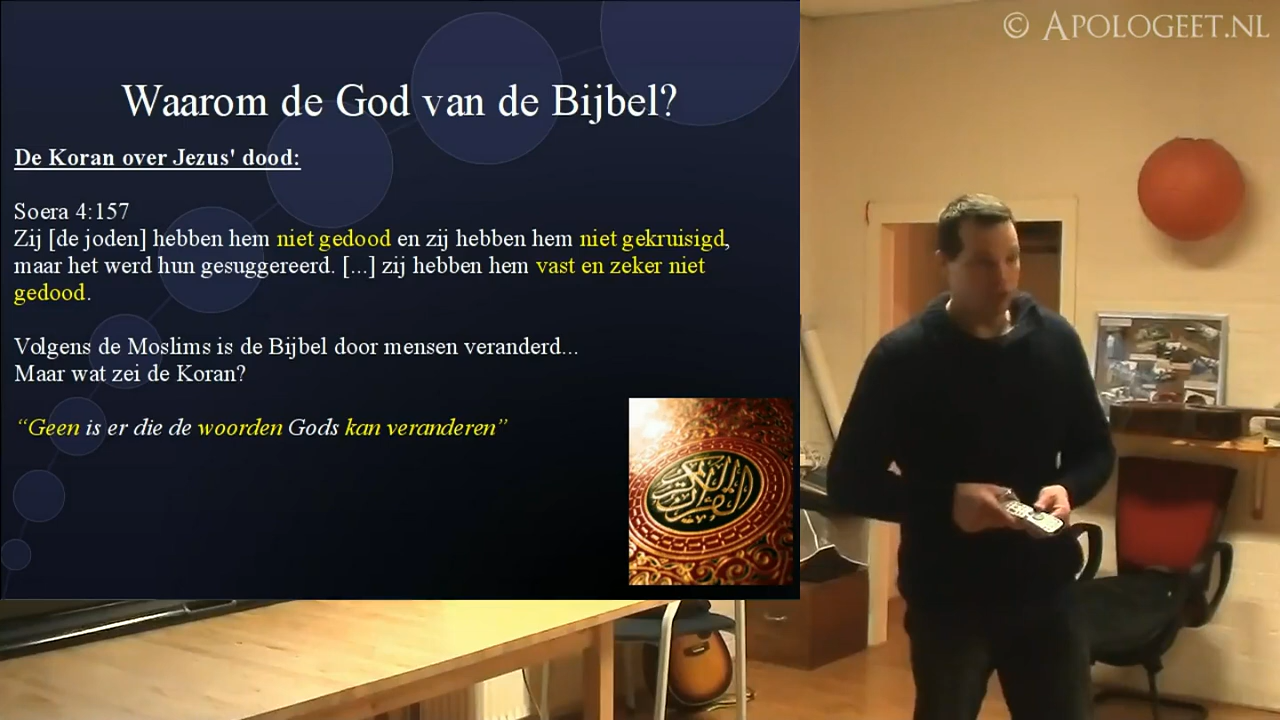 © APOLOGEET.NL
Waarom de God van de Bijbel?
De Koran over Jezus' dood:
Soera 4:157
Zij [de joden] hebben hem niet gedood en zij hebben hem niet gekruisigd,
maar het werd hun gesuggereerd. [...] zij hebben hem vast en zeker niet
gedood.
Volgens de Moslims is de Bijbel door mensen veranderd...
Maar wat zei de Koran?
“Geen is er die de woorden Gods kan veranderen”